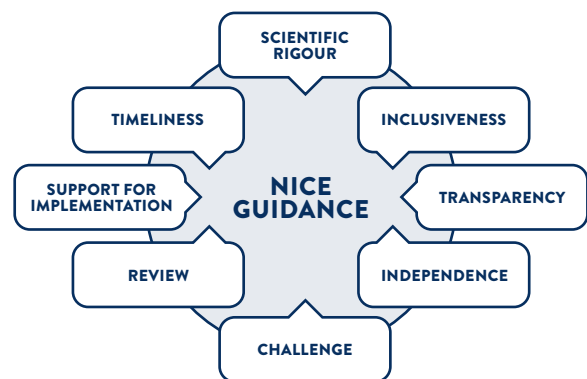 SCIENTIFIC
RIGOUR
TIMELINESS
INCLUSIVENESS
SUPPORT FOR
IMPLEMENTATION
NICE
GUIDANCE
TRANSPARENCY
REVIEW
INDEPENDENCE
CHALLENGE